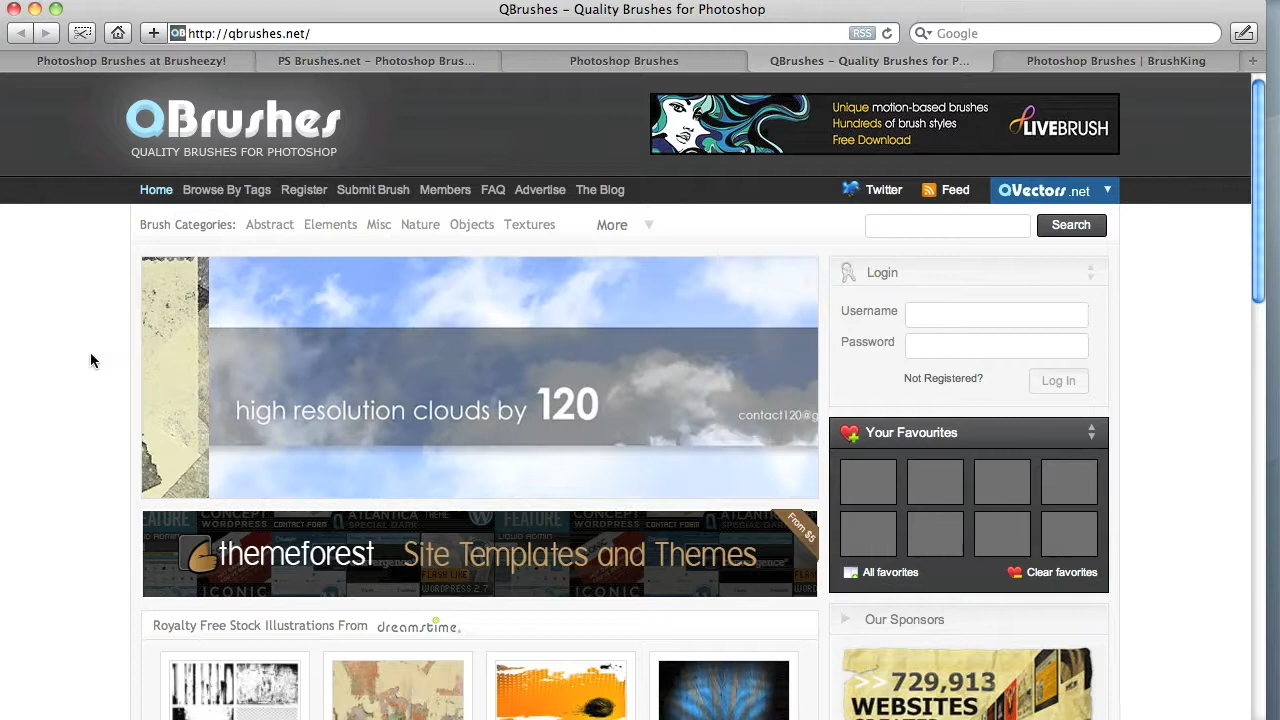 QBrushes – Quality Brushes for Photoshop
QB http://qbrushes.net/ RSS Google
Photoshop Brushes at Brusheezy! PS Brushes.net – Photoshop Brus... Photoshop Brushes QBrushes – Quality Brushes for P... Photoshop Brushes | BrushKing
QBrushes
QUALITY BRUSHES FOR PHOTOSHOP
Unique motion-based brushes
Hundreds of brush styles
Free Download
LIVEBRUSH
Home Browse By Tags Register Submit Brush Members FAQ Advertise The Blog Twitter Feed QVectors.net
Brush Categories: Abstract Elements Misc Nature Objects Textures More Search
high resolution clouds by 120
contact120@g
Login
Username
Password
Not Registered? Log In
Your Favourites
All favorites Clear favorites
themeforest Site Templates and Themes
From $5
Royalty Free Stock Illustrations From dreamstime.
Our Sponsors
>> 729,913
WEBSITES